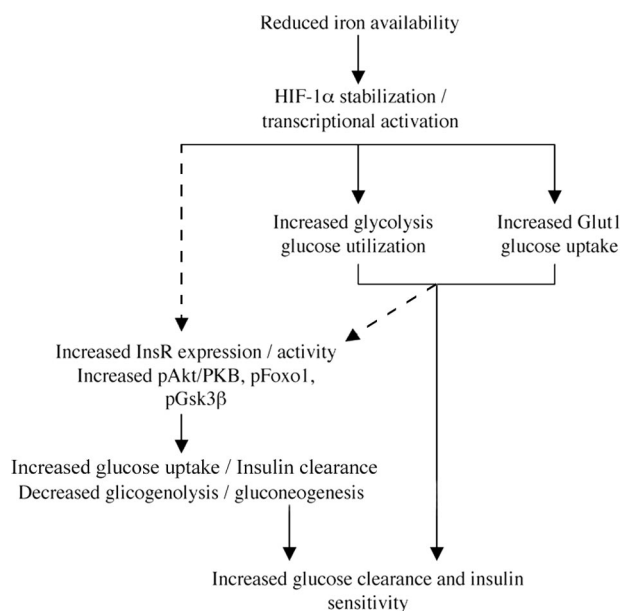 Reduced iron availability
HIF-1α stabilization /
transcriptional activation
Increased glycolysis
glucose utilization
Increased Glut1
glucose uptake
Increased InsR expression / activity
Increased pAkt/PKB, pFoxo1,
pGsk3β
Increased glucose uptake / Insulin clearance
Decreased glicogenolysis / gluconeogenesis
Increased glucose clearance and insulin
sensitivity